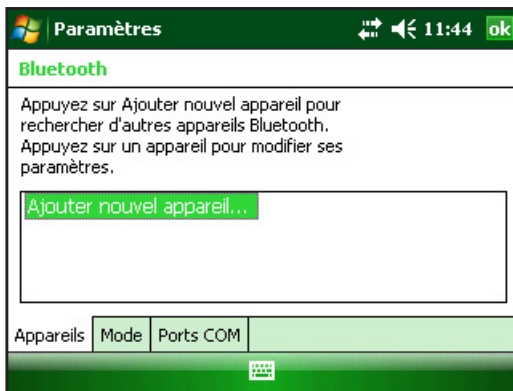 Paramètres 11:44 ok
Bluetooth
Appuyez sur Ajouter nouvel appareil pour
rechercher d'autres appareils Bluetooth.
Appuyez sur un appareil pour modifier ses
paramètres.
Ajouter nouvel appareil...
Appareils Mode Ports COM